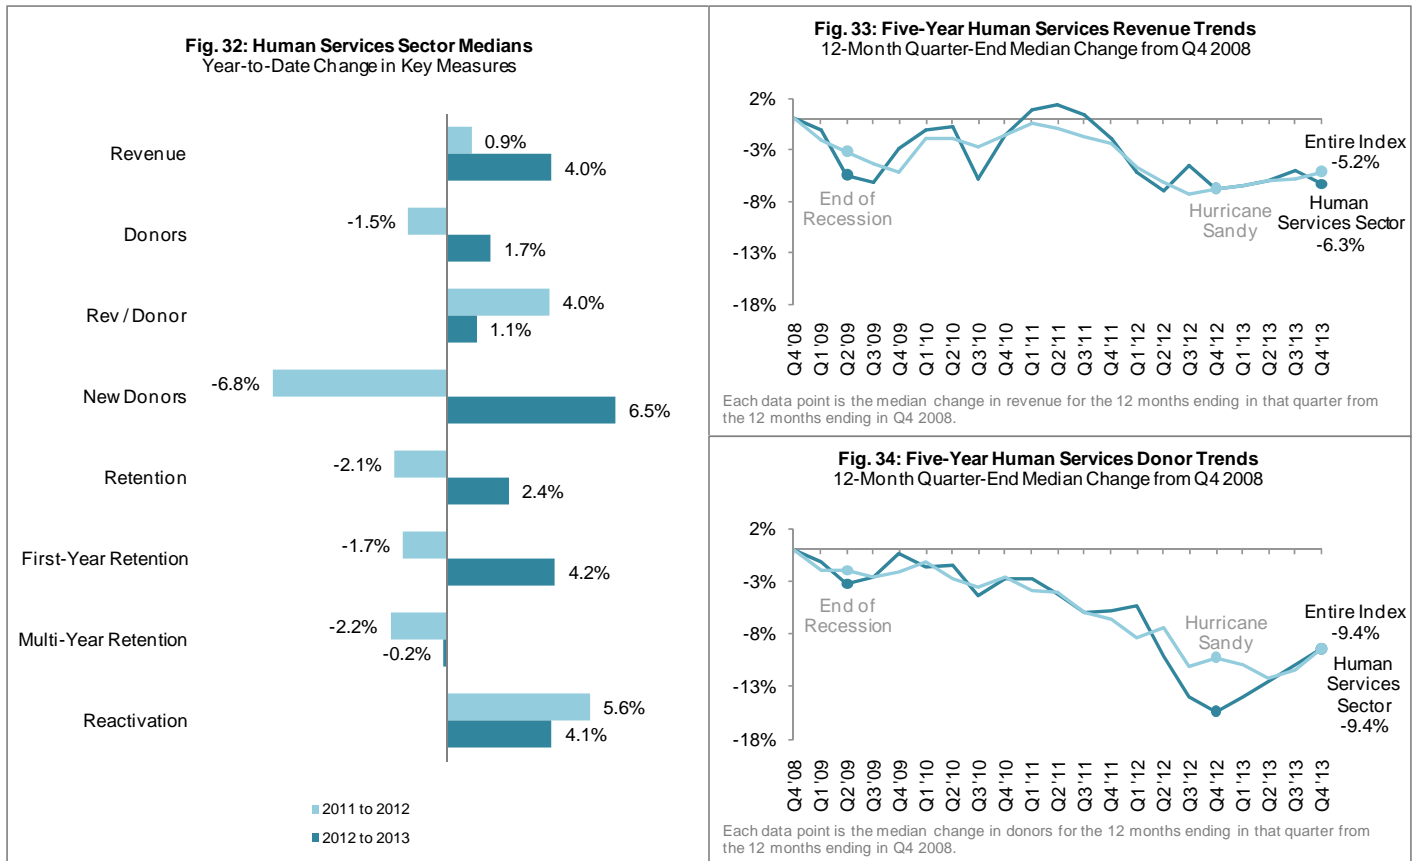 Fig. 32: Human Services Sector Medians
Year-to-Date Change in Key Measures
Revenue
0.9%
4.0%
Donors
-1.5%
1.7%
Rev / Donor
4.0%
1.1%
New Donors
-6.8%
6.5%
Retention
-2.1%
2.4%
First-Year Retention
-1.7%
4.2%
Multi-Year Retention
-2.2%
-0.2%
Reactivation
5.6%
4.1%
2011 to 2012
2012 to 2013
Fig. 33: Five-Year Human Services Revenue Trends
12-Month Quarter-End Median Change from Q4 2008
2%
-3%
-8%
-13%
-18%
End of
Recession
Hurricane
Sandy
Entire Index
-5.2%
Human
Services Sector
-6.3%
Q4 '08
Q1 '09
Q2 '09
Q3 '09
Q4 '09
Q1 '10
Q2 '10
Q3 '10
Q4 '10
Q1 '11
Q2 '11
Q3 '11
Q4 '11
Q1 '12
Q2 '12
Q3 '12
Q4 '12
Q1 '13
Q2 '13
Q3 '13
Q4 '13
Each data point is the median change in revenue for the 12 months ending in that quarter from
the 12 months ending in Q4 2008.
Fig. 34: Five-Year Human Services Donor Trends
12-Month Quarter-End Median Change from Q4 2008
2%
-3%
-8%
-13%
-18%
End of
Recession
Hurricane
Sandy
Entire Index
-9.4%
Human
Services
Sector
-9.4%
Q4 '08
Q1 '09
Q2 '09
Q3 '09
Q4 '09
Q1 '10
Q2 '10
Q3 '10
Q4 '10
Q1 '11
Q2 '11
Q3 '11
Q4 '11
Q1 '12
Q2 '12
Q3 '12
Q4 '12
Q1 '13
Q2 '13
Q3 '13
Q4 '13
Each data point is the median change in donors for the 12 months ending in that quarter from
the 12 months ending in Q4 2008.